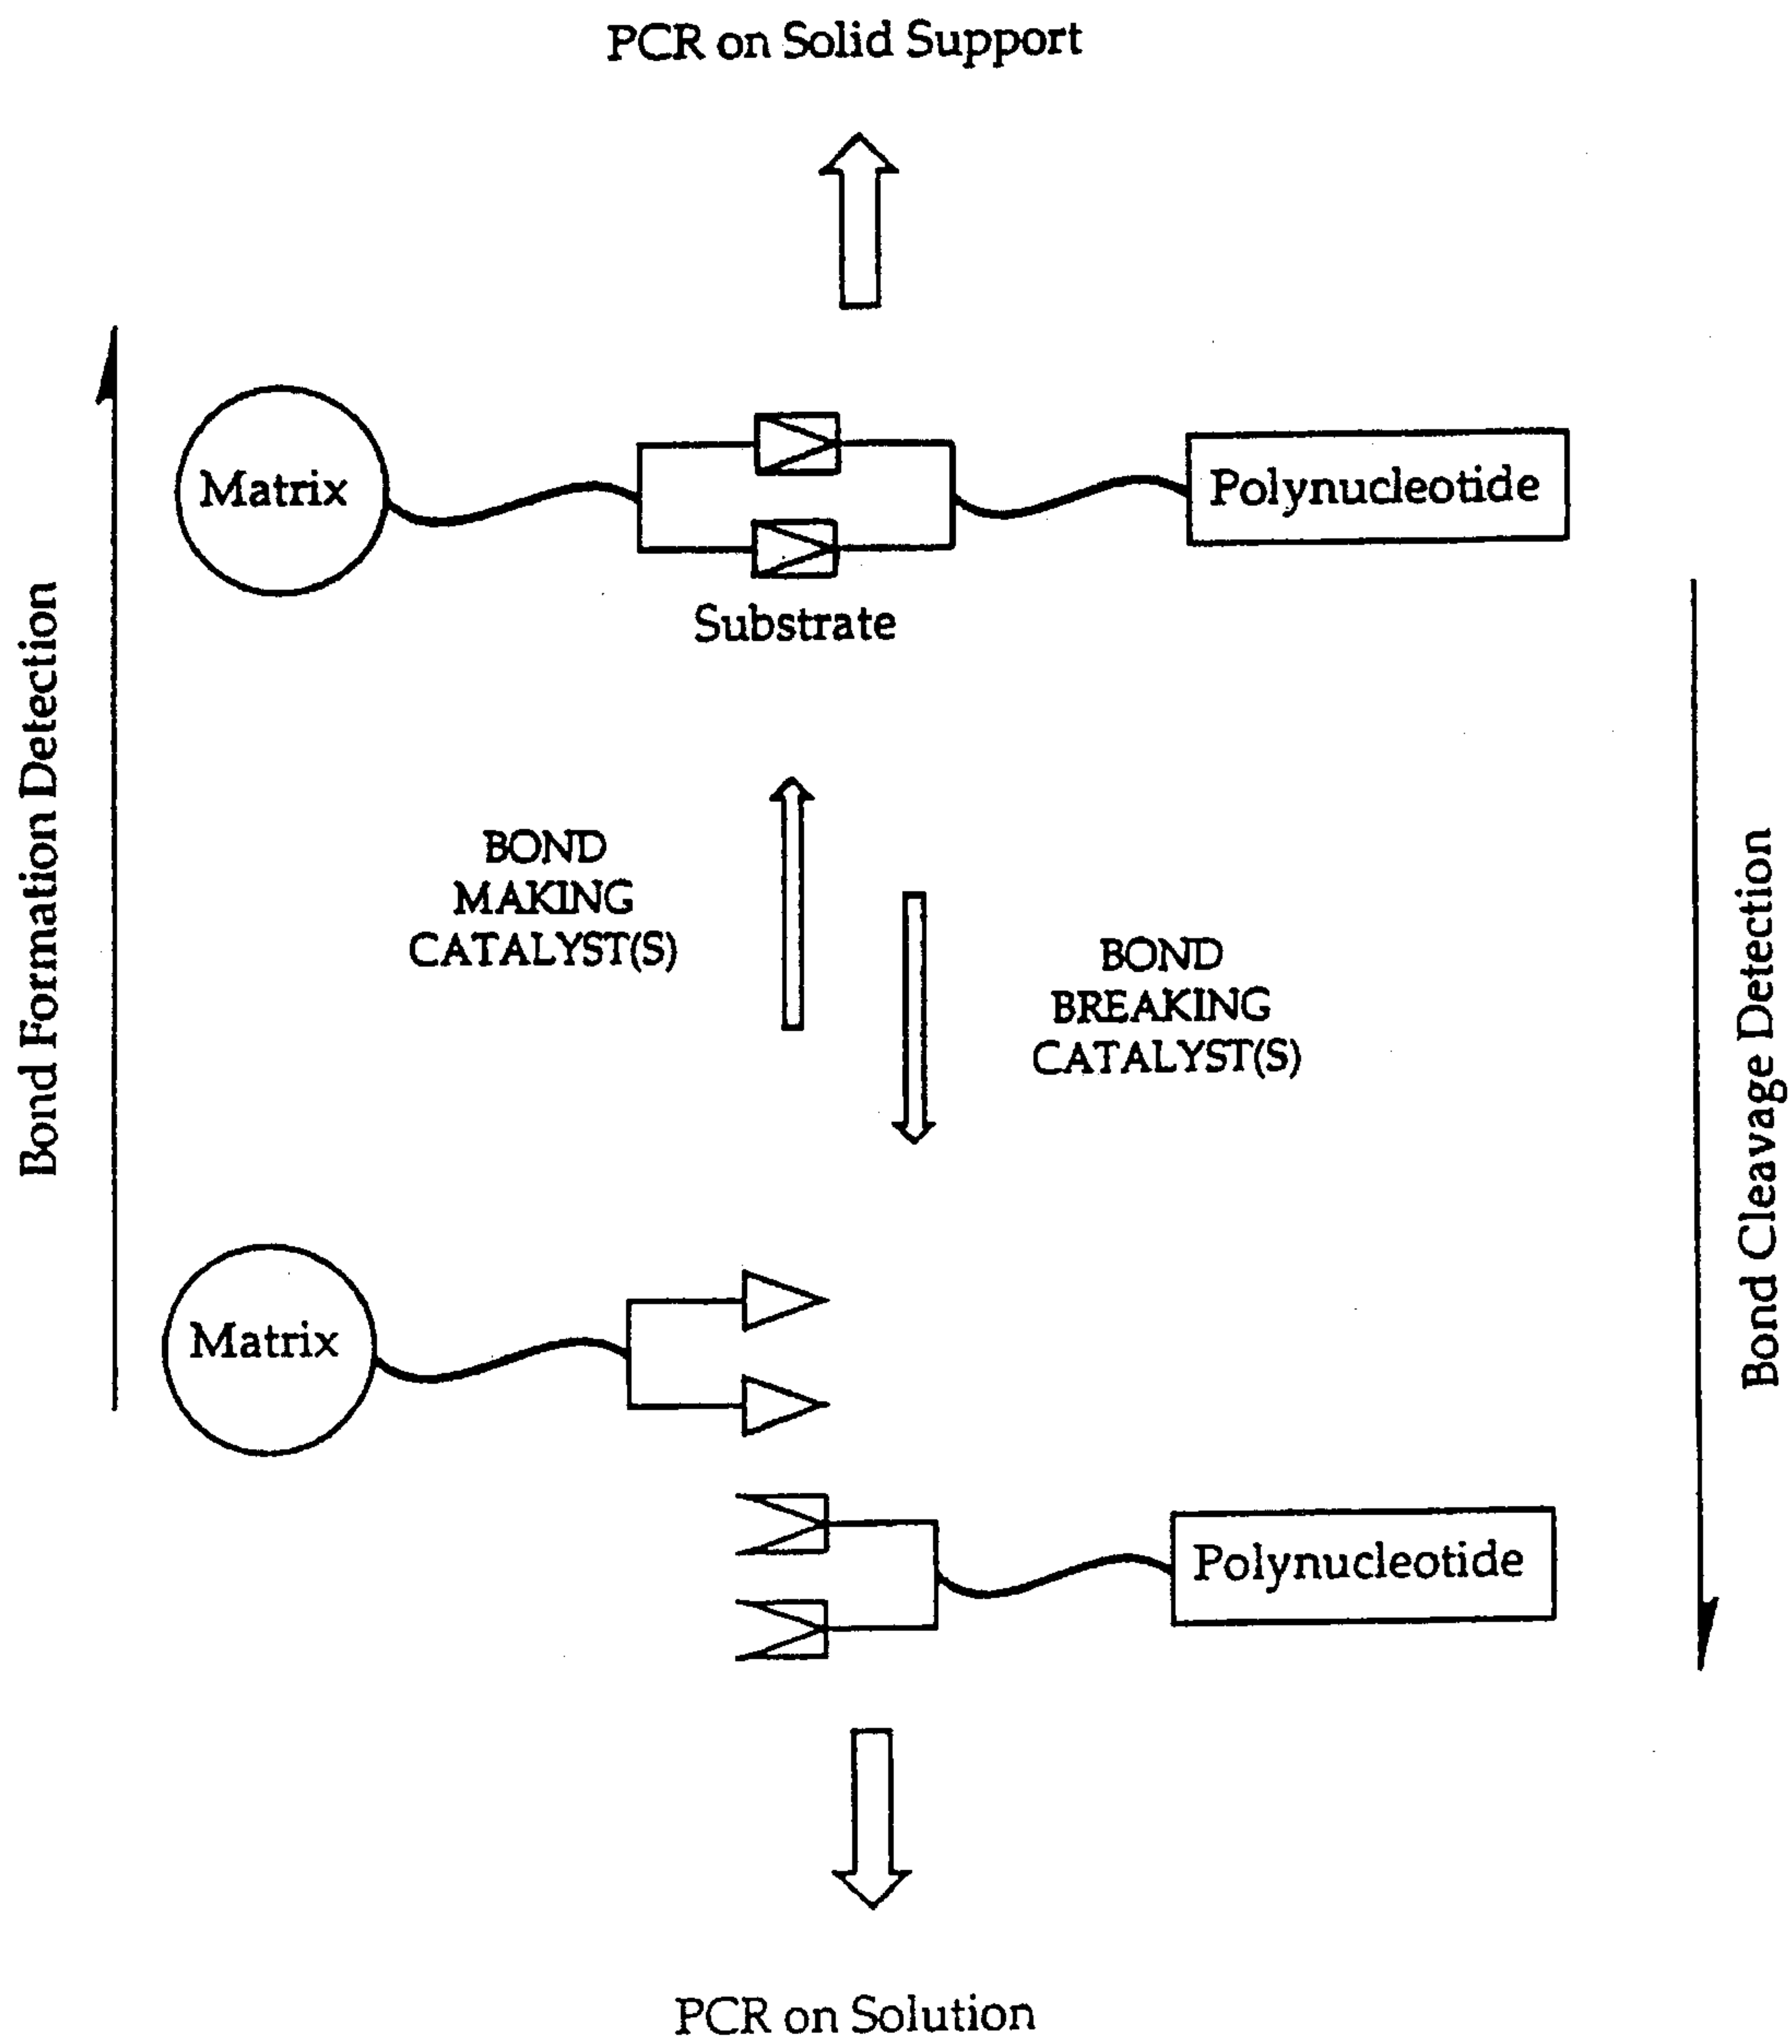 PCR on Solid Support
Matrix
Polynucleotide
Substrate
Bond Formation Detection
BOND
MAKING
CATALYST(S)
BOND
BREAKING
CATALYST(S)
Bond Cleavage Detection
Matrix
Polynucleotide
PCR on Solution